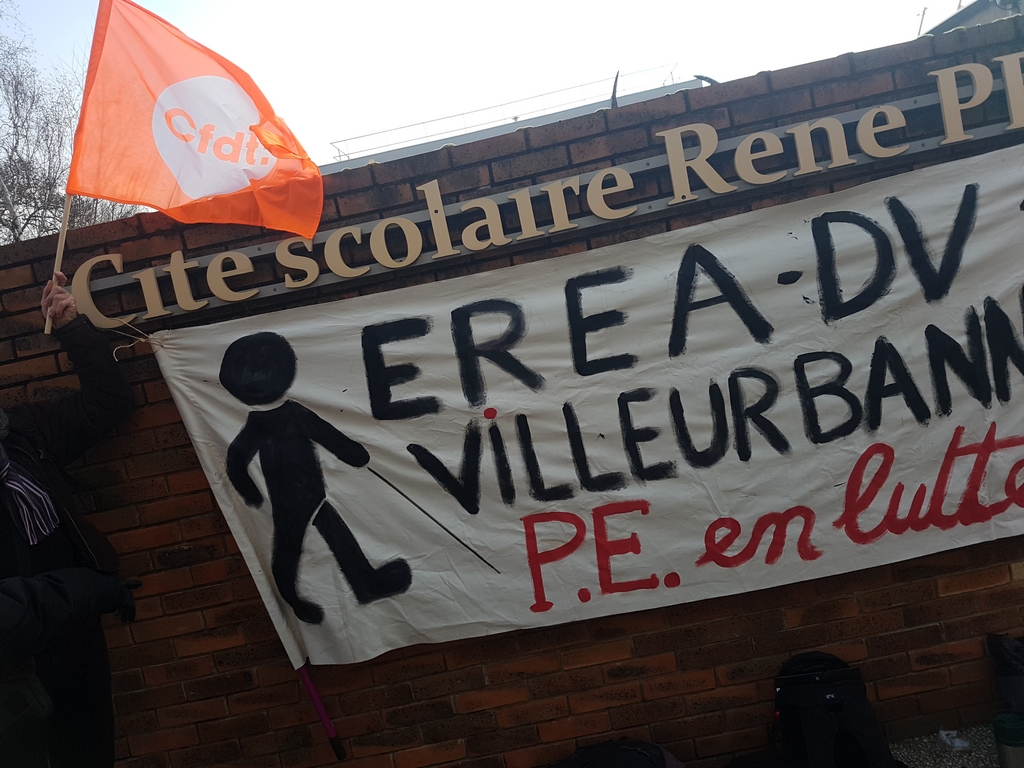 Cfdt:
Cite scolaire Rene P
EREA-DV
ViLLEURBANN
P.E. en lutte